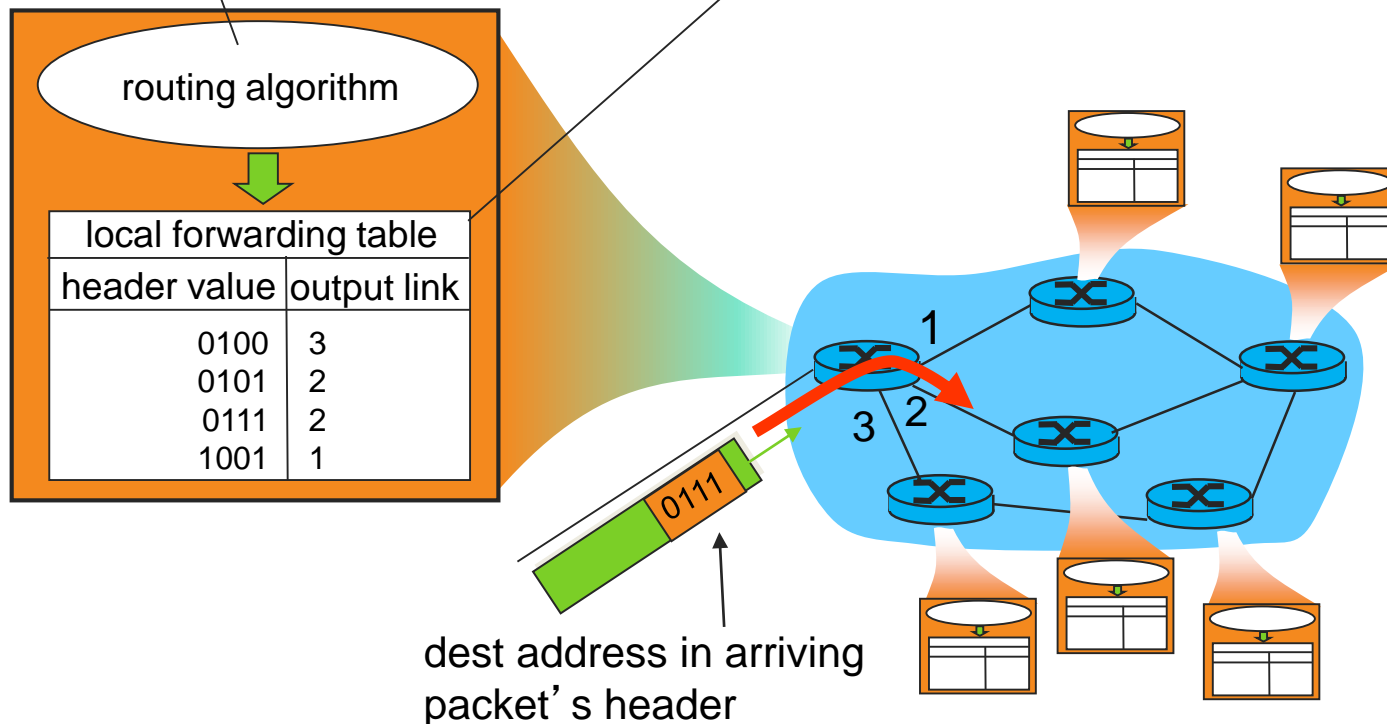 routing algorithm
local forwarding table
header value output link
0100 3
0101 2
0111 2
1001 1
1
2
3
0111
dest address in arriving
packet’ s header